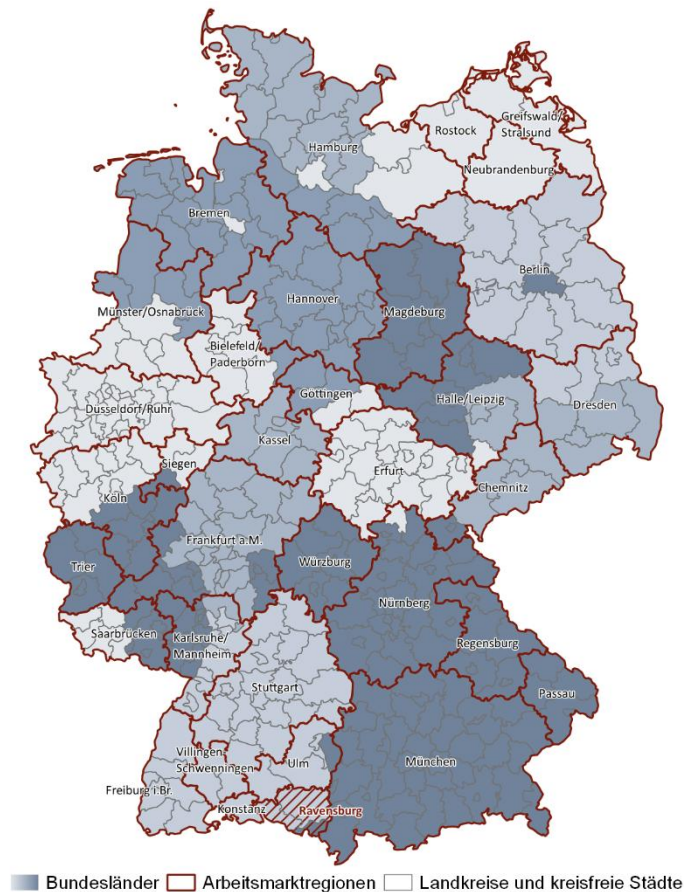 Greifswald/
Stralsund
Rostock
Hamburg
Neubrandenburg
Bremen
Berlin
Hannover
Münster/Osnabrück
Magdeburg
Bielefeld/
Paderborn
Göttingen
Halle/Leipzig
Dresden
Düsseldorf/Ruhr
Kassel
Siegen
Erfurt
Köln
Chemnitz
Frankfurt a.M.
Trier
Würzburg
Nürnberg
Saarbrücken
Karlsruhe/
Mannheim
Regensburg
Stuttgart
Passau
Villingen-
Schwenningen
Ulm
München
Freiburg i.Br.
Konstanz
Ravensburg
Bundesländer Arbeitsmarktregionen Landkreise und kreisfreie Städte